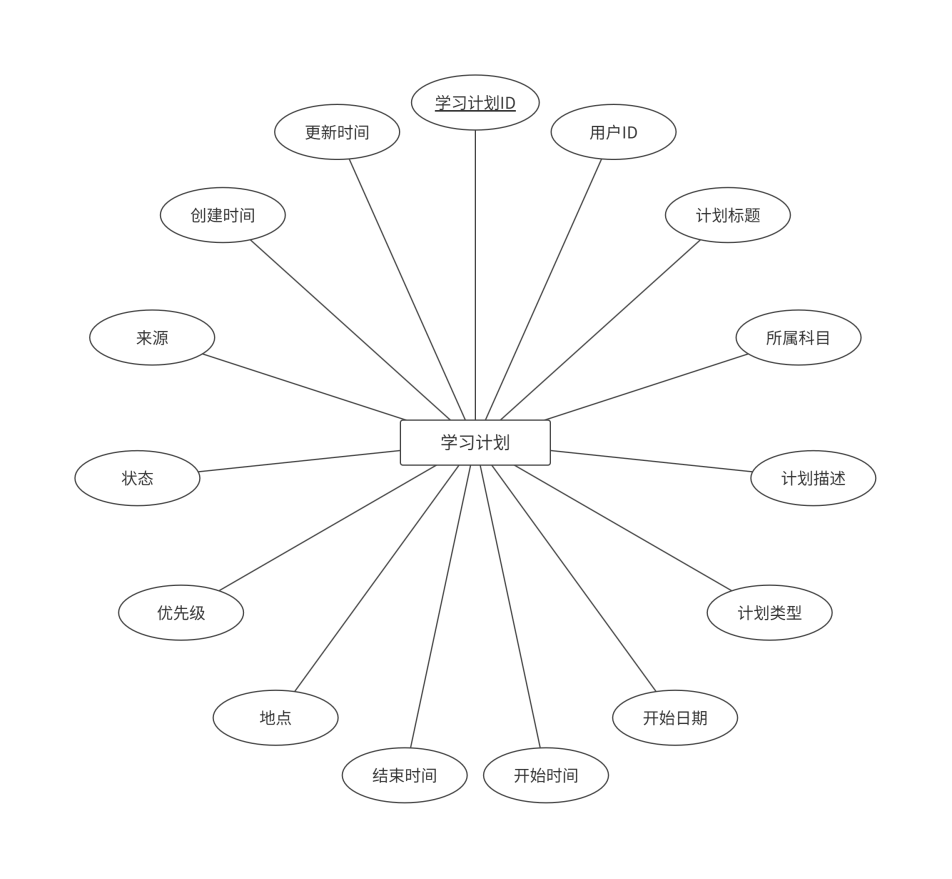 学习计划ID
更新时间
用户ID
创建时间
计划标题
来源
所属科目
学习计划
状态
计划描述
优先级
计划类型
地点
开始日期
结束时间
开始时间